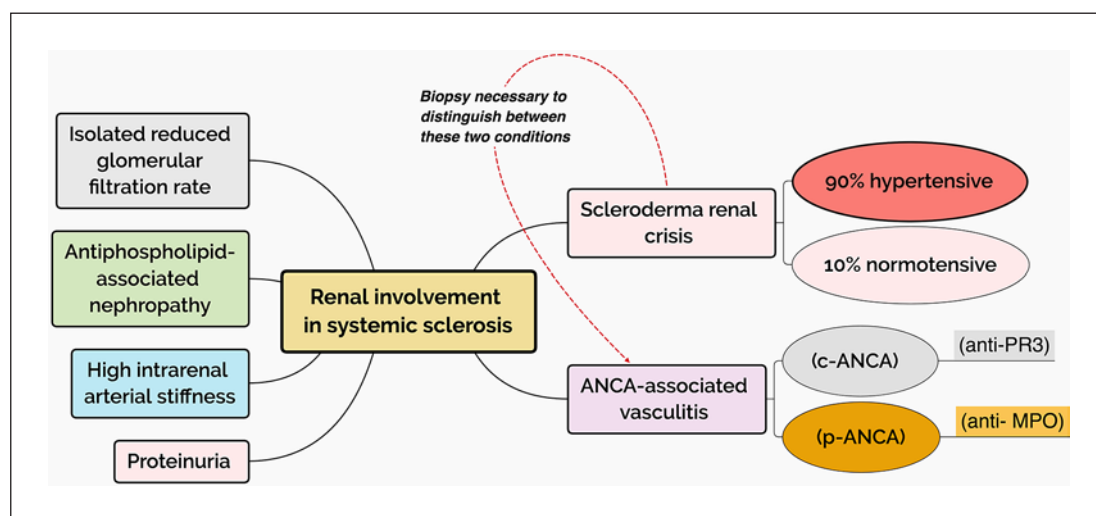 Biopsy necessary to
distinguish between
these two conditions
Isolated reduced
glomerular
filtration rate
Antiphospholipid-
associated
nephropathy
High intrarenal
arterial stiffness
Proteinuria
Renal involvement
in systemic sclerosis
Scleroderma renal
crisis
90% hypertensive
10% normotensive
ANCA-associated
vasculitis
(c-ANCA)
(anti-PR3)
(p-ANCA)
(anti- MPO)